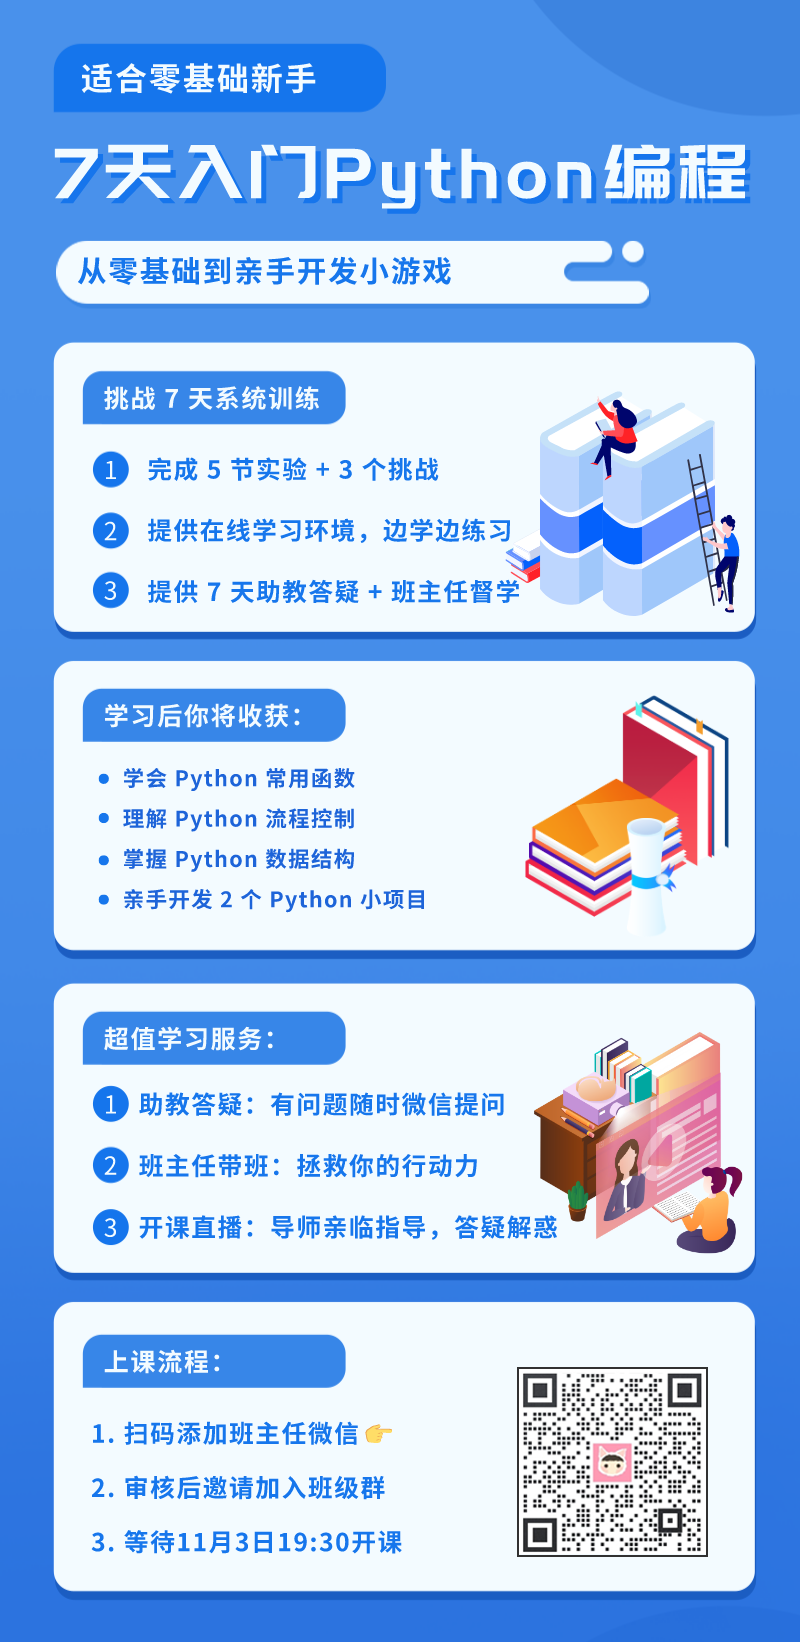 适合零基础新手
7天入门Python编程
从零基础到亲手开发小游戏
挑战 7 天系统训练
1 完成 5 节实验 + 3 个挑战
2 提供在线学习环境，边学边练习
3 提供 7 天助教答疑 + 班主任督学
学习后你将收获：
• 学会 Python 常用函数
• 理解 Python 流程控制
• 掌握 Python 数据结构
• 亲手开发 2 个 Python 小项目
超值学习服务：
1 助教答疑：有问题随时微信提问
2 班主任带班：拯救你的行动力
3 开课直播：导师亲临指导，答疑解惑
上课流程：
1. 扫码添加班主任微信👉
2. 审核后邀请加入班级群
3. 等待11月3日19:30开课